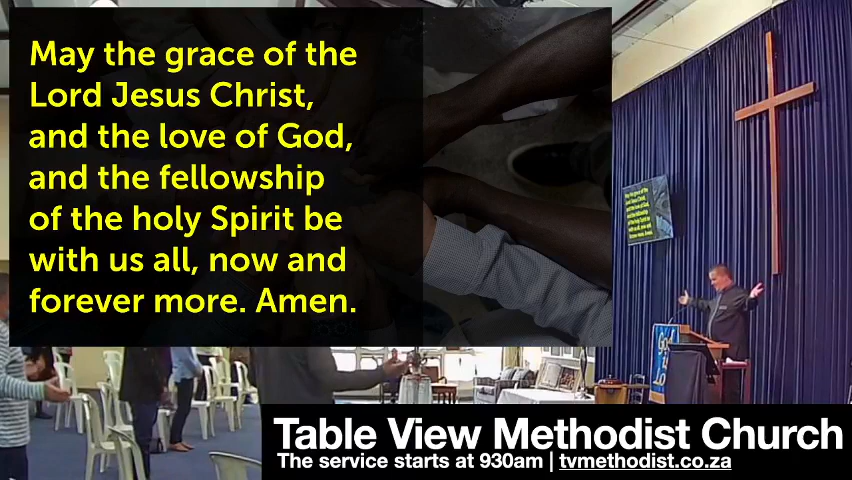 May the grace of the
Lord Jesus Christ,
and the love of God,
and the fellowship
of the holy Spirit be
with us all, now and
forever more. Amen.
Table View Methodist Church
The service starts at 930am | tvmethodist.co.za